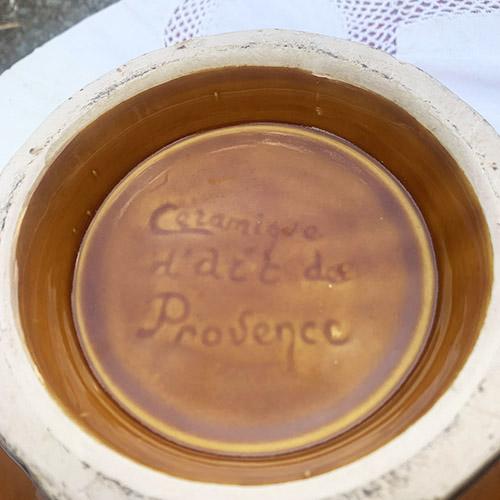 Céramique
d'art de
Provence